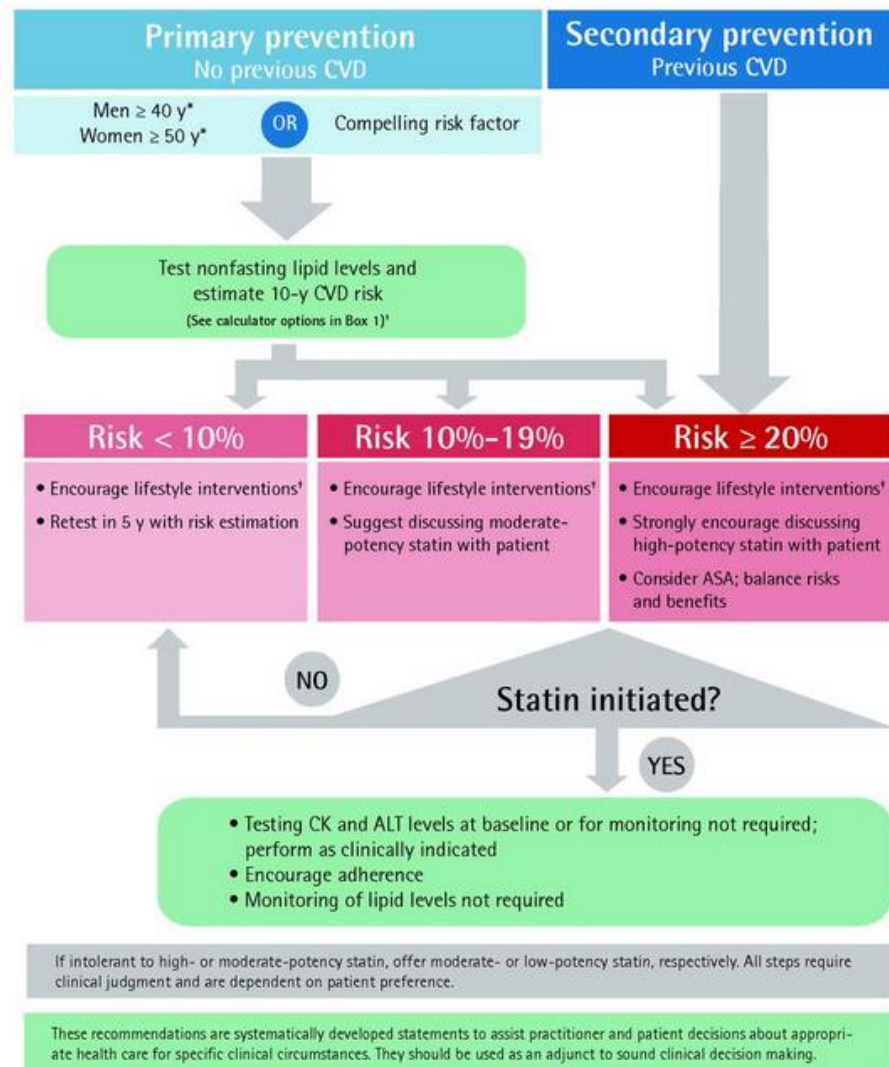 Primary prevention
No previous CVD
Secondary prevention
Previous CVD
Men ≥ 40 y*
Women ≥ 50 y*
OR
Compelling risk factor
Test nonfasting lipid levels and
estimate 10-y CVD risk
(See calculator options in Box 1)†
Risk < 10%
• Encourage lifestyle interventions†
• Retest in 5 y with risk estimation
Risk 10%-19%
• Encourage lifestyle interventions†
• Suggest discussing moderate-
potency statin with patient
Risk ≥ 20%
• Encourage lifestyle interventions†
• Strongly encourage discussing
high-potency statin with patient
• Consider ASA; balance risks
and benefits
NO
Statin initiated?
YES
• Testing CK and ALT levels at baseline or for monitoring not required;
perform as clinically indicated
• Encourage adherence
• Monitoring of lipid levels not required
If intolerant to high- or moderate-potency statin, offer moderate- or low-potency statin, respectively. All steps require
clinical judgment and are dependent on patient preference.
These recommendations are systematically developed statements to assist practitioner and patient decisions about appropri-
ate health care for specific clinical circumstances. They should be used as an adjunct to sound clinical decision making.